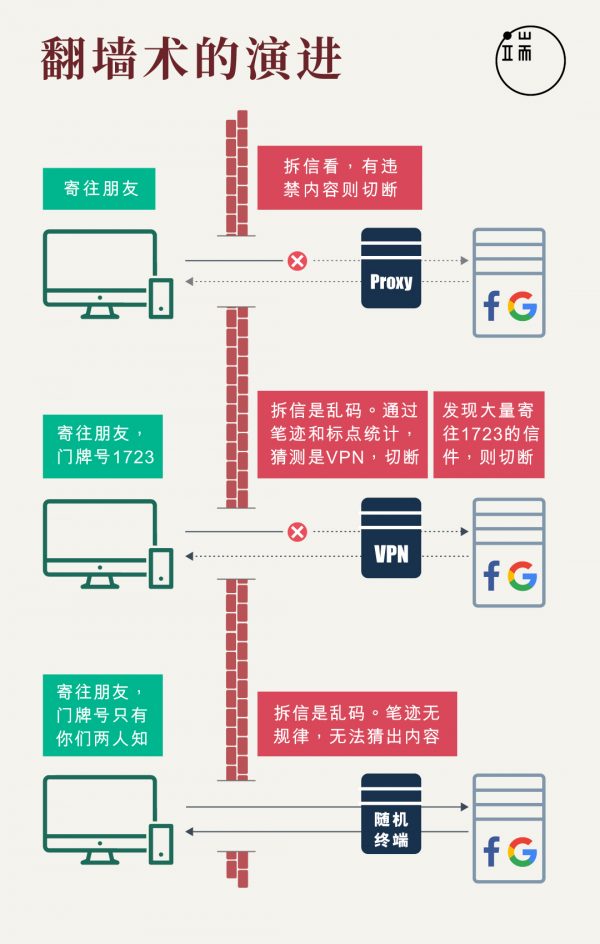 翻墙术的演进
端
寄往朋友
拆信看，有违
禁内容则切断
Proxy
寄往朋友，
门牌号1723
拆信是乱码。通过
笔迹和标点统计，
猜测是VPN，切断
发现大量寄
往1723的信
件，则切断
VPN
寄往朋友，
门牌号只有
你们两人知
拆信是乱码。笔迹无
规律，无法猜出内容
随机
终端